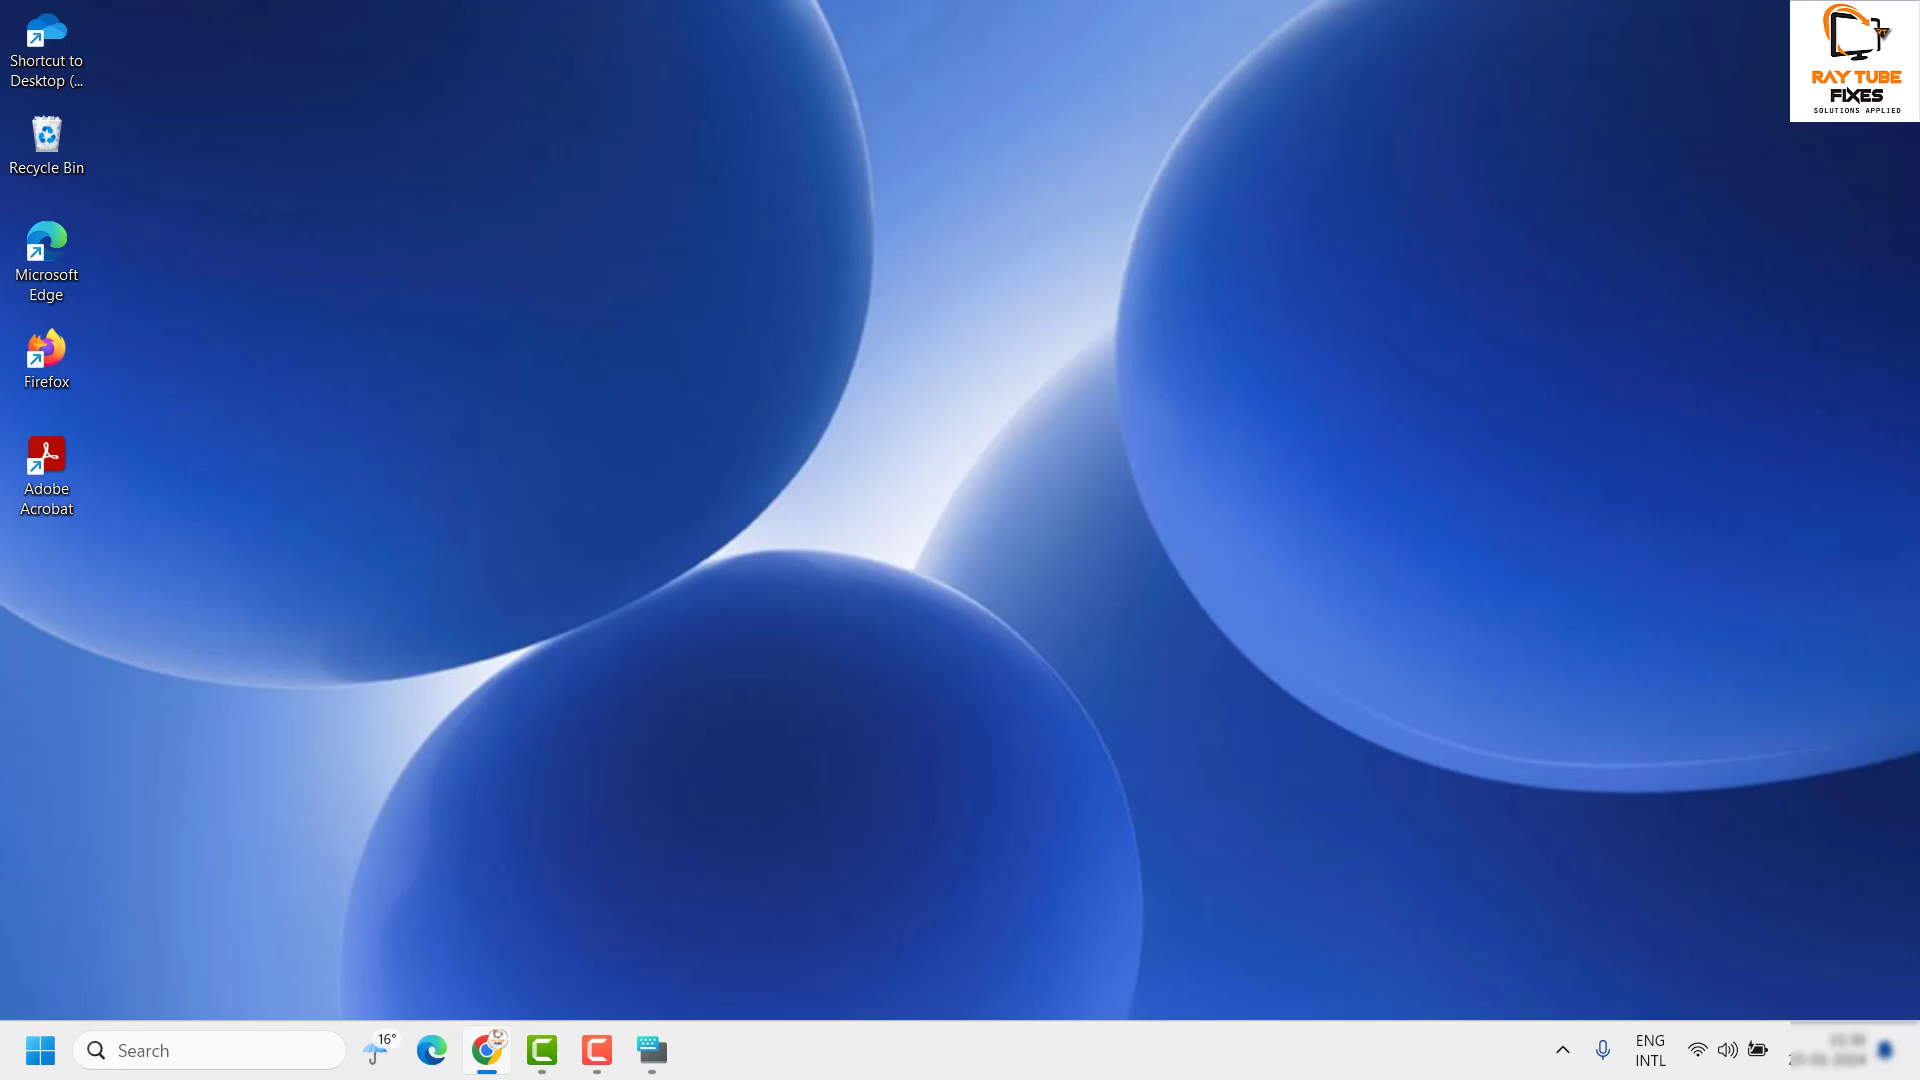 Shortcut to
Desktop (...
Recycle Bin
Microsoft
Edge
Firefox
Adobe
Acrobat
RAY TUBE
FIXES
SOLUTIONS APPLIED
Search
16°
ENG
INTL